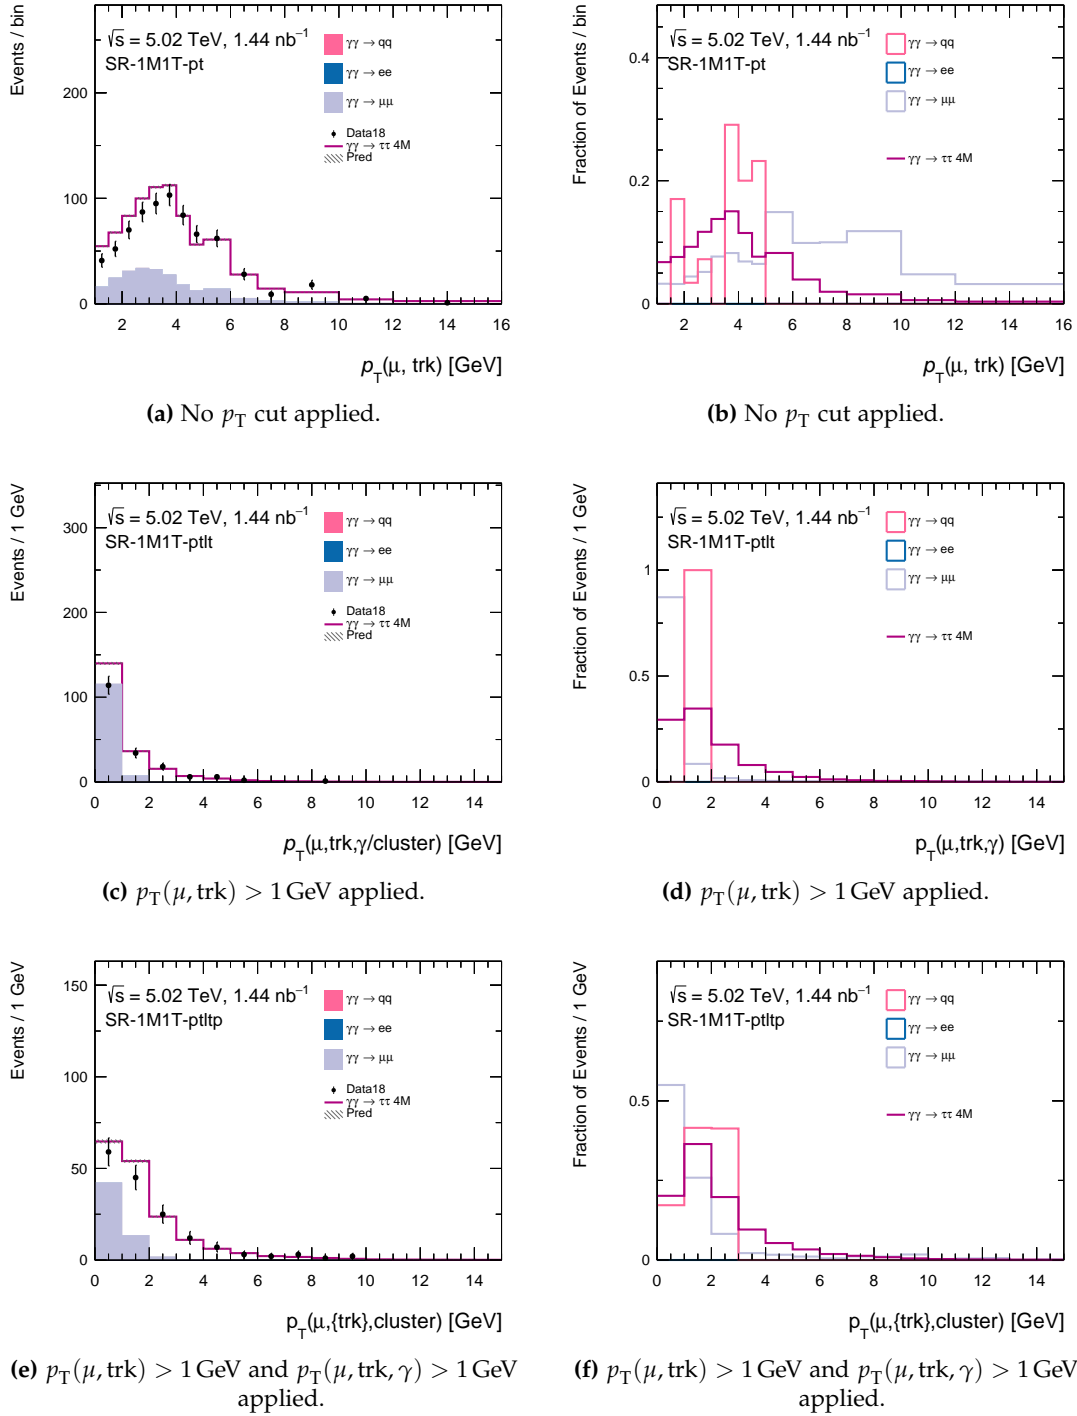 Events / bin
√s = 5.02 TeV, 1.44 nb⁻¹
SR-1M1T-pt
γγ → qq
γγ → ee
γγ → μμ
Data18
γγ → ττ 4M
Pred
200
100
0
2 4 6 8 10 12 14 16
p_T(μ, trk) [GeV]
(a) No p_T cut applied.
Fraction of Events / bin
√s = 5.02 TeV, 1.44 nb⁻¹
SR-1M1T-pt
γγ → qq
γγ → ee
γγ → μμ
γγ → ττ 4M
0.4
0.2
0
2 4 6 8 10 12 14 16
p_T(μ, trk) [GeV]
(b) No p_T cut applied.
Events / 1 GeV
√s = 5.02 TeV, 1.44 nb⁻¹
SR-1M1T-ptlt
γγ → qq
γγ → ee
γγ → μμ
Data18
γγ → ττ 4M
Pred
300
200
100
0
0 2 4 6 8 10 12 14
p_T(μ,trk,γ/cluster) [GeV]
(c) p_T(μ, trk) > 1 GeV applied.
Fraction of Events / 1 GeV
√s = 5.02 TeV, 1.44 nb⁻¹
SR-1M1T-ptlt
γγ → qq
γγ → ee
γγ → μμ
γγ → ττ 4M
1
0.5
0
0 2 4 6 8 10 12 14
p_T(μ,trk,γ) [GeV]
(d) p_T(μ, trk) > 1 GeV applied.
Events / 1 GeV
√s = 5.02 TeV, 1.44 nb⁻¹
SR-1M1T-ptltp
γγ → qq
γγ → ee
γγ → μμ
Data18
γγ → ττ 4M
Pred
150
100
50
0
0 2 4 6 8 10 12 14
p_T(μ,{trk},cluster) [GeV]
(e) p_T(μ, trk) > 1 GeV and p_T(μ, trk, γ) > 1 GeV
applied.
Fraction of Events / 1 GeV
√s = 5.02 TeV, 1.44 nb⁻¹
SR-1M1T-ptltp
γγ → qq
γγ → ee
γγ → μμ
γγ → ττ 4M
0.5
0
0 2 4 6 8 10 12 14
p_T(μ,{trk},cluster) [GeV]
(f) p_T(μ, trk) > 1 GeV and p_T(μ, trk, γ) > 1 GeV
applied.